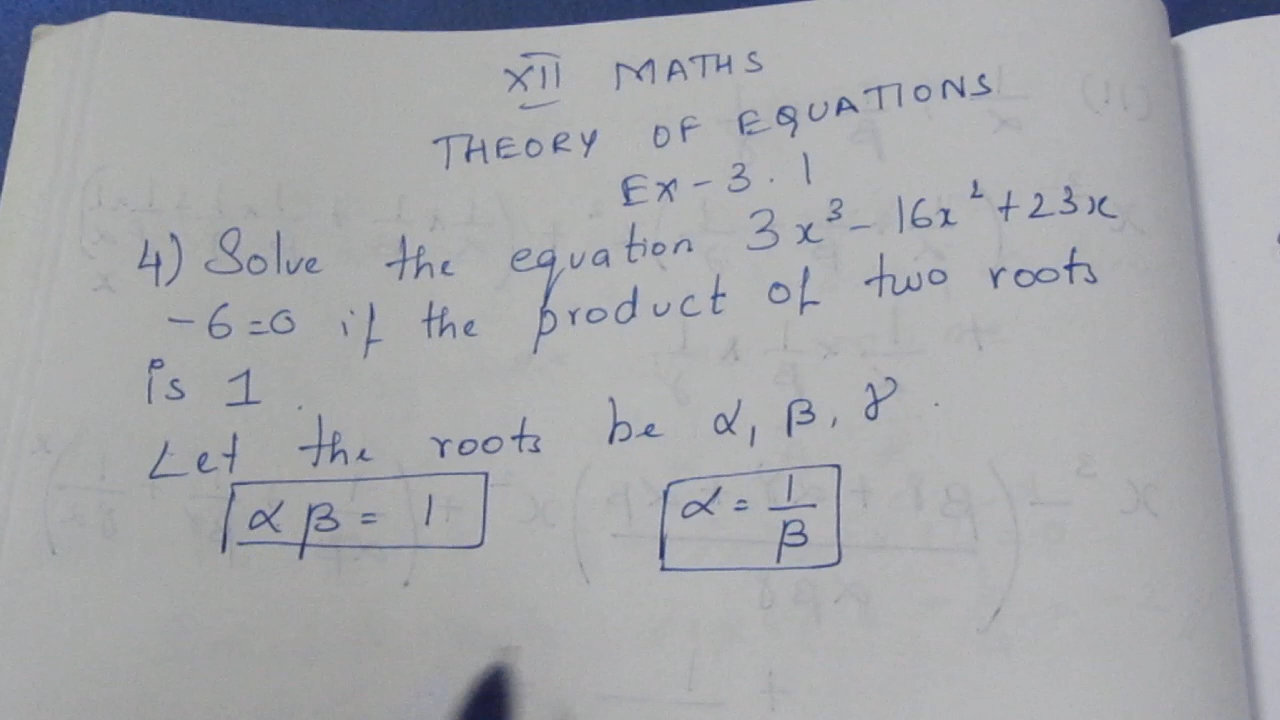 XII MATHS
THEORY OF EQUATIONS
Ex - 3.1
4) Solve the equation 3x³ - 16x² + 23x
- 6 = 0 if the product of two roots
is 1.
Let the roots be α, β, γ.
αβ = 1 α = 1/β